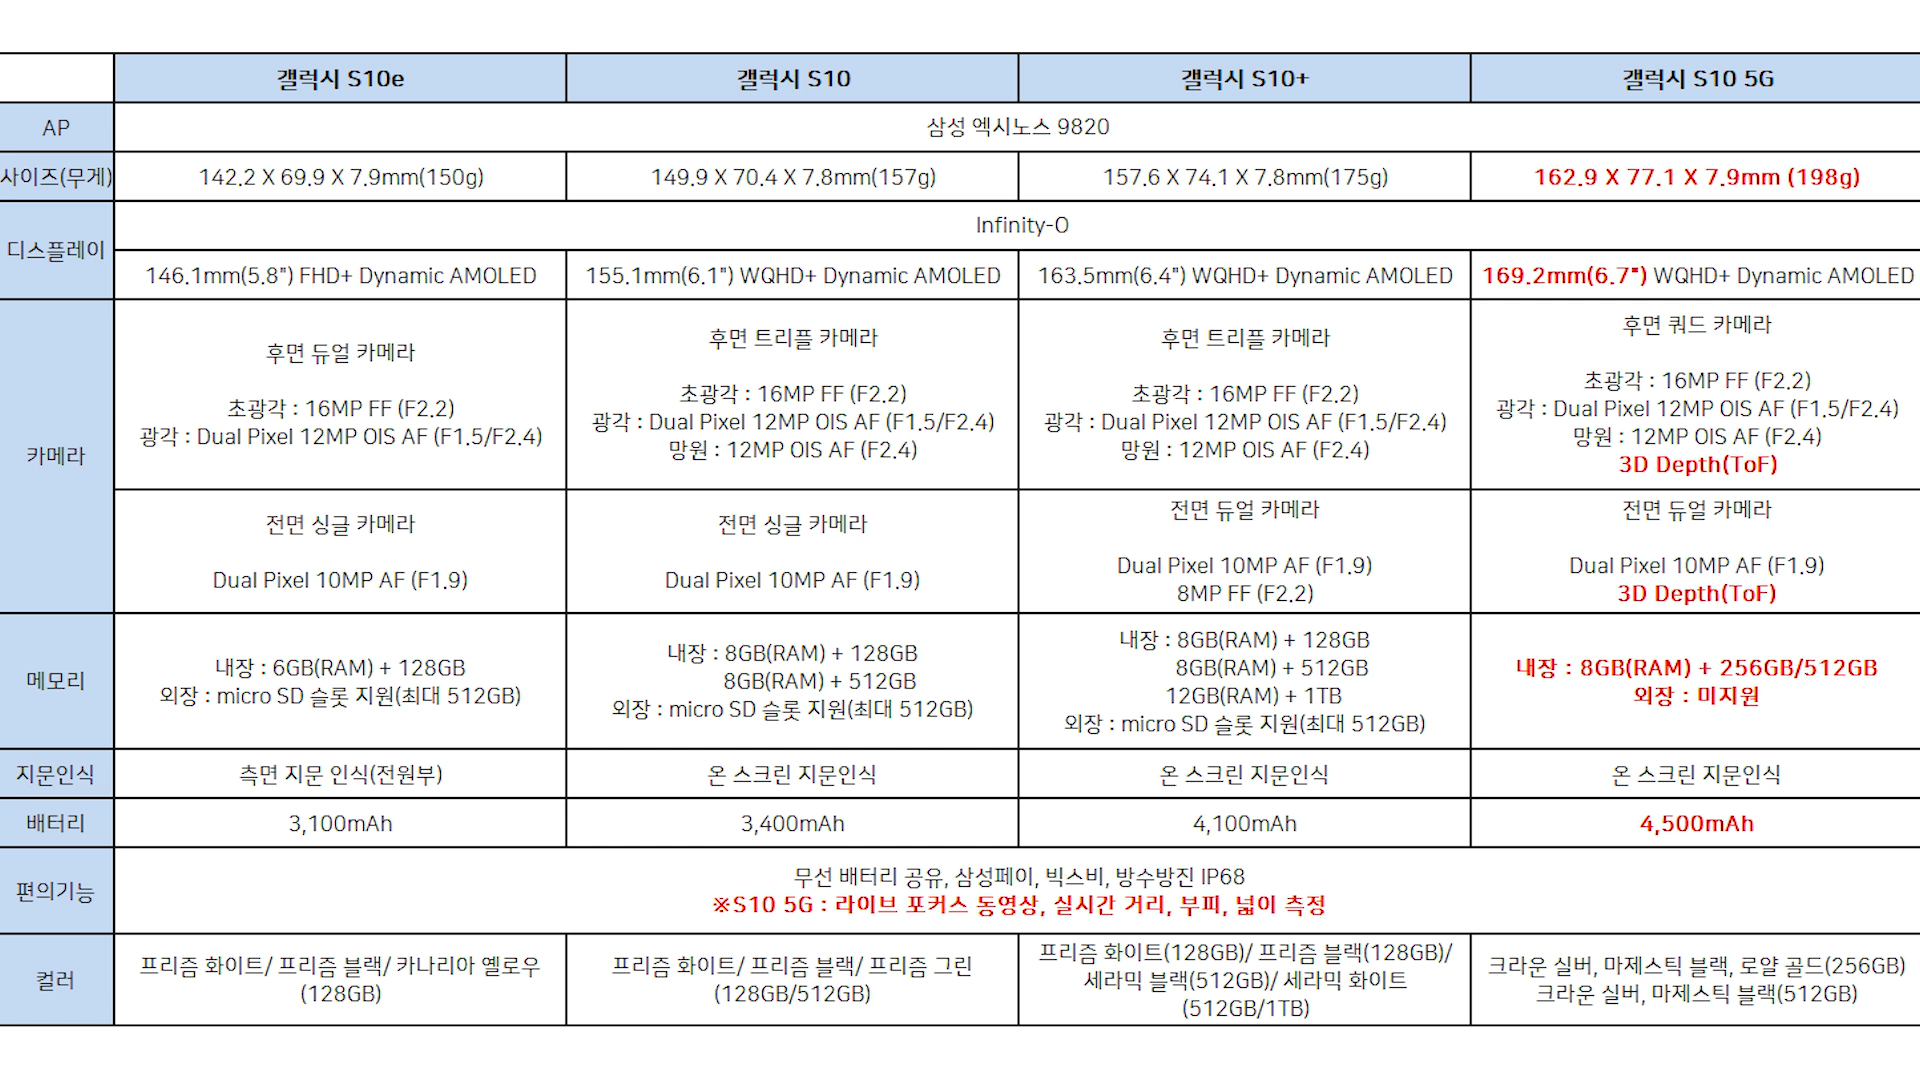 갤럭시 S10e
갤럭시 S10
갤럭시 S10+
갤럭시 S10 5G
AP
삼성 엑시노스 9820
사이즈(무게)
142.2 X 69.9 X 7.9mm(150g)
149.9 X 70.4 X 7.8mm(157g)
157.6 X 74.1 X 7.8mm(175g)
162.9 X 77.1 X 7.9mm (198g)
디스플레이
Infinity-O
146.1mm(5.8") FHD+ Dynamic AMOLED
155.1mm(6.1") WQHD+ Dynamic AMOLED
163.5mm(6.4") WQHD+ Dynamic AMOLED
169.2mm(6.7") WQHD+ Dynamic AMOLED
카메라
후면 듀얼 카메라
초광각 : 16MP FF (F2.2)
광각 : Dual Pixel 12MP OIS AF (F1.5/F2.4)
후면 트리플 카메라
초광각 : 16MP FF (F2.2)
광각 : Dual Pixel 12MP OIS AF (F1.5/F2.4)
망원 : 12MP OIS AF (F2.4)
후면 트리플 카메라
초광각 : 16MP FF (F2.2)
광각 : Dual Pixel 12MP OIS AF (F1.5/F2.4)
망원 : 12MP OIS AF (F2.4)
후면 쿼드 카메라
초광각 : 16MP FF (F2.2)
광각 : Dual Pixel 12MP OIS AF (F1.5/F2.4)
망원 : 12MP OIS AF (F2.4)
3D Depth(ToF)
전면 싱글 카메라
Dual Pixel 10MP AF (F1.9)
전면 싱글 카메라
Dual Pixel 10MP AF (F1.9)
전면 듀얼 카메라
Dual Pixel 10MP AF (F1.9)
8MP FF (F2.2)
전면 듀얼 카메라
Dual Pixel 10MP AF (F1.9)
3D Depth(ToF)
메모리
내장 : 6GB(RAM) + 128GB
외장 : micro SD 슬롯 지원(최대 512GB)
내장 : 8GB(RAM) + 128GB
8GB(RAM) + 512GB
외장 : micro SD 슬롯 지원(최대 512GB)
내장 : 8GB(RAM) + 128GB
8GB(RAM) + 512GB
12GB(RAM) + 1TB
외장 : micro SD 슬롯 지원(최대 512GB)
내장 : 8GB(RAM) + 256GB/512GB
외장 : 미지원
지문인식
측면 지문 인식(전원부)
온 스크린 지문인식
온 스크린 지문인식
온 스크린 지문인식
배터리
3,100mAh
3,400mAh
4,100mAh
4,500mAh
편의기능
무선 배터리 공유, 삼성페이, 빅스비, 방수방진 IP68
※S10 5G : 라이브 포커스 동영상, 실시간 거리, 부피, 넓이 측정
컬러
프리즘 화이트/ 프리즘 블랙/ 카나리아 옐로우
(128GB)
프리즘 화이트/ 프리즘 블랙/ 프리즘 그린
(128GB/512GB)
프리즘 화이트(128GB)/ 프리즘 블랙(128GB)/
세라믹 블랙(512GB)/ 세라믹 화이트
(512GB/1TB)
크라운 실버, 마제스틱 블랙, 로얄 골드(256GB)
크라운 실버, 마제스틱 블랙(512GB)